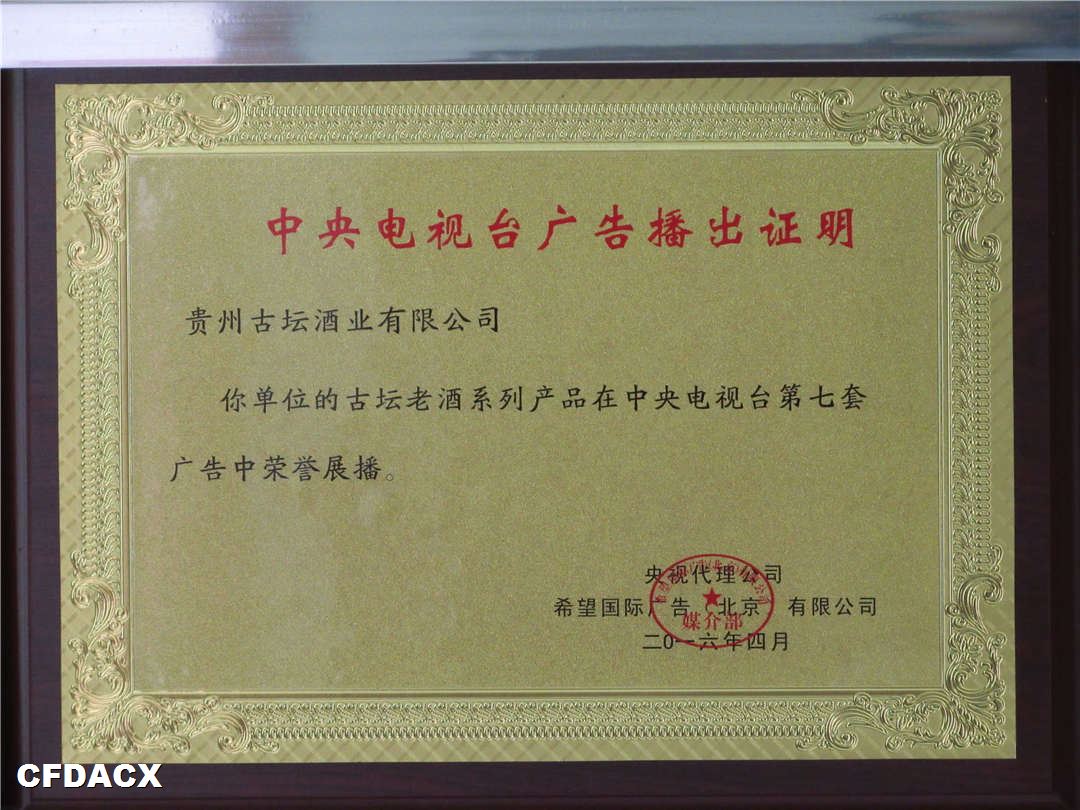 中央电视台广告播出证明
贵州古坛酒业有限公司
你单位的古坛老酒系列产品在中央电视台第七套
广告中荣誉展播。
央视代理公司
希望国际广告（北京）有限公司
媒介部
二0一六年四月
CFDACX